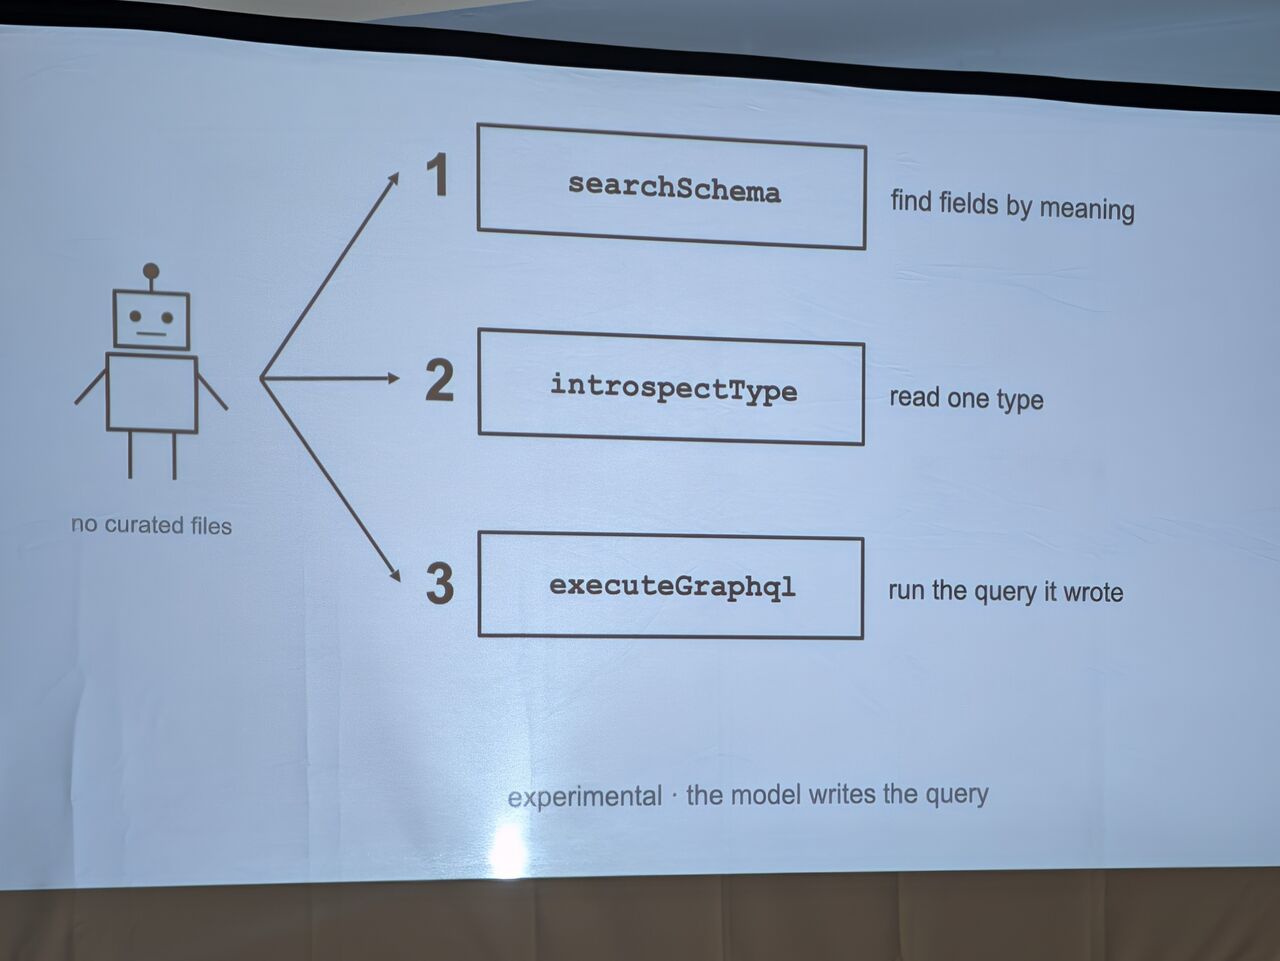 1
searchSchema
find fields by meaning
2
introspectType
read one type
no curated files
3
executeGraphql
run the query it wrote
experimental · the model writes the query